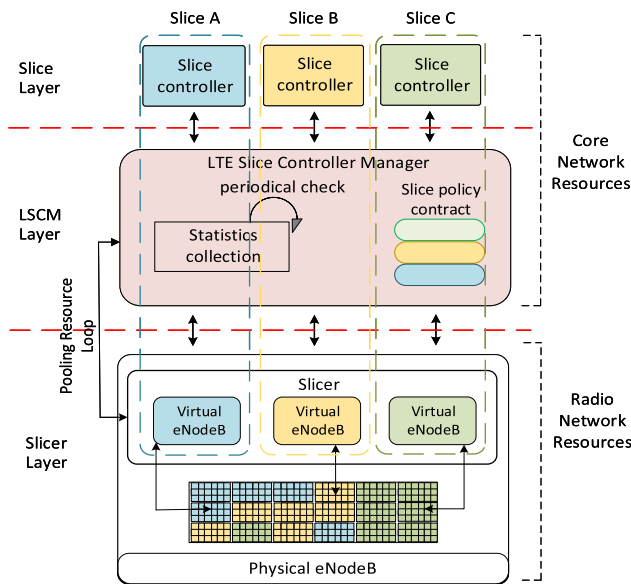 Slice A
Slice B
Slice C
Slice
Layer
Slice
controller
Slice
controller
Slice
controller
Core
Network
Resources
LTE Slice Controller Manager
periodical check
LSCM
Layer
Statistics
collection
Slice policy
contract
Pooling Resource
Loop
Slicer
Virtual
eNodeB
Virtual
eNodeB
Virtual
eNodeB
Radio
Network
Resources
Slicer
Layer
Physical eNodeB